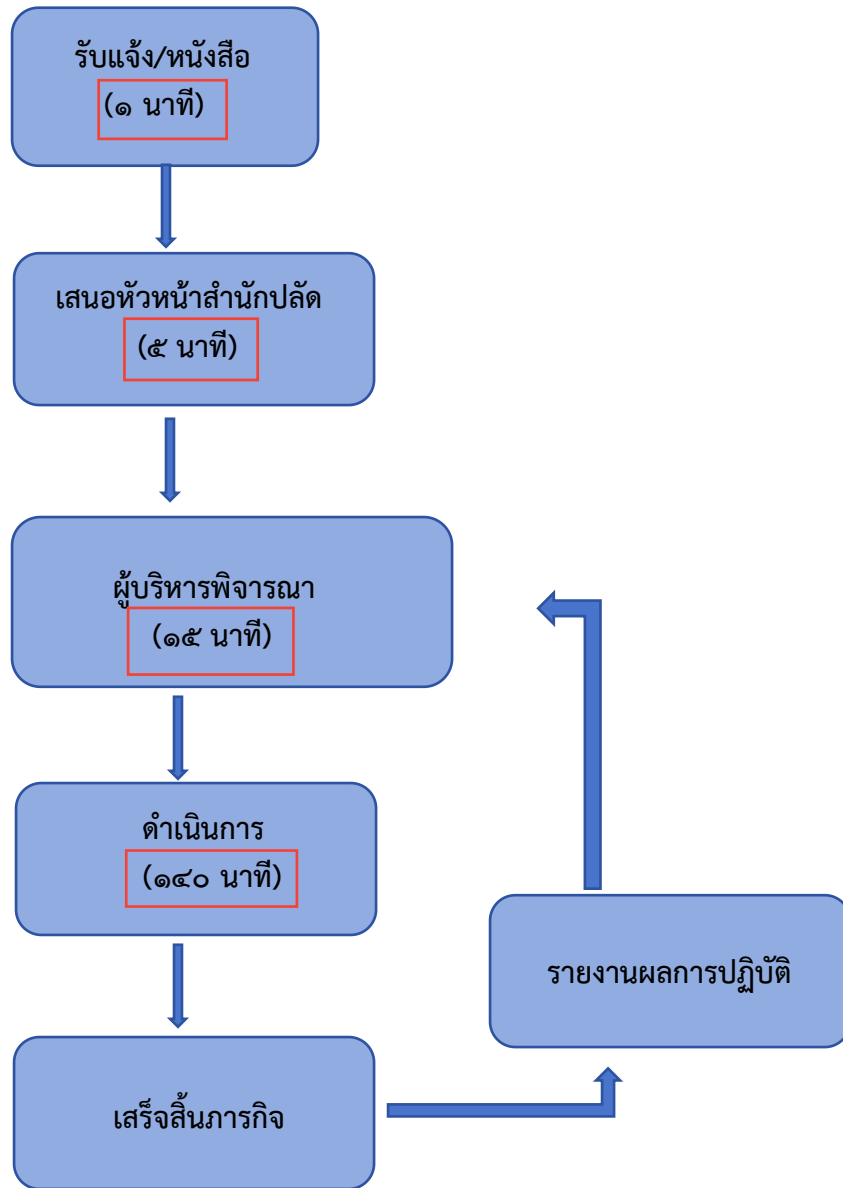 รับแจ้ง/หนังสือ
(๑ นาที)
เสนอหัวหน้าสำนักปลัด
(๕ นาที)
ผู้บริหารพิจารณา
(๑๕ นาที)
ดำเนินการ
(๑๔๐ นาที)
รายงานผลการปฏิบัติ
เสร็จสิ้นภารกิจ